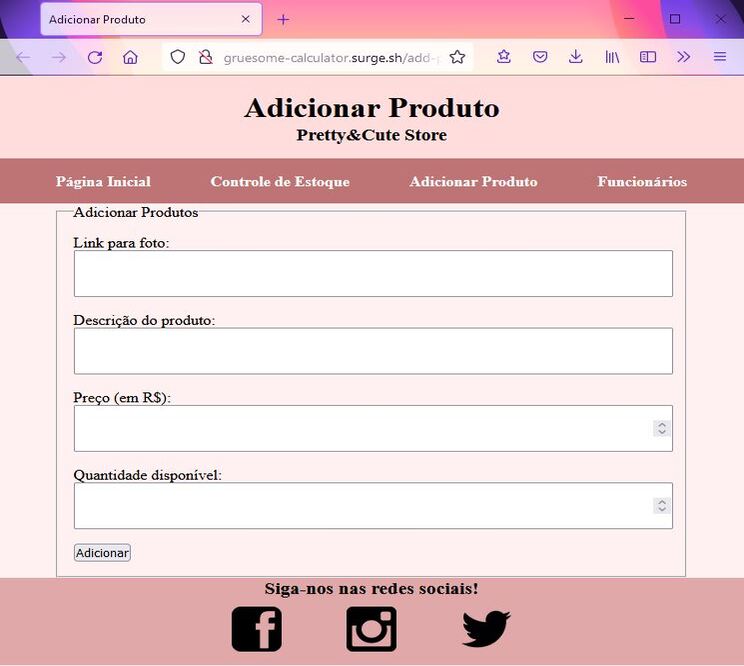 Adicionar Produto
gruesome-calculator.surge.sh/add-
Adicionar Produto
Pretty&Cute Store
Página Inicial Controle de Estoque Adicionar Produto Funcionários
Adicionar Produtos
Link para foto:
Descrição do produto:
Preço (em R$):
Quantidade disponível:
Adicionar
Siga-nos nas redes sociais!